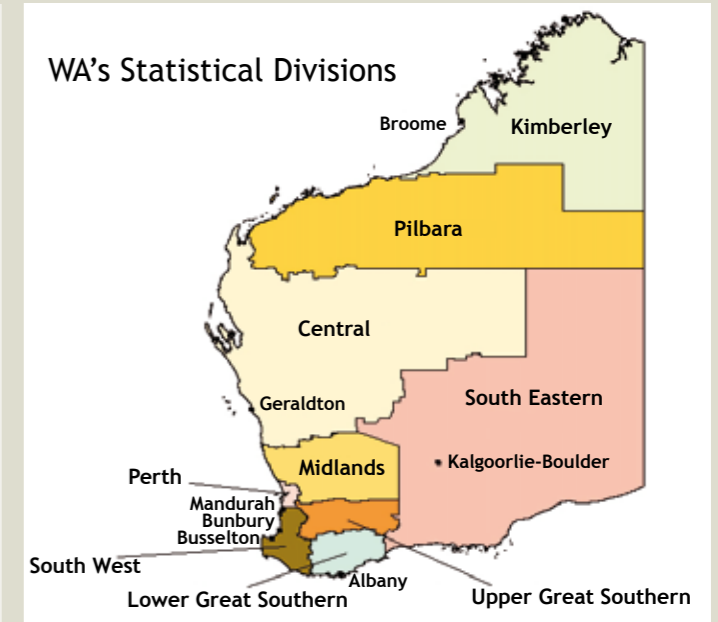 WA's Statistical Divisions
Broome
Kimberley
Pilbara
Central
Geraldton
South Eastern
Kalgoorlie-Boulder
Midlands
Perth
Mandurah
Bunbury
Busselton
South West
Albany
Lower Great Southern
Upper Great Southern